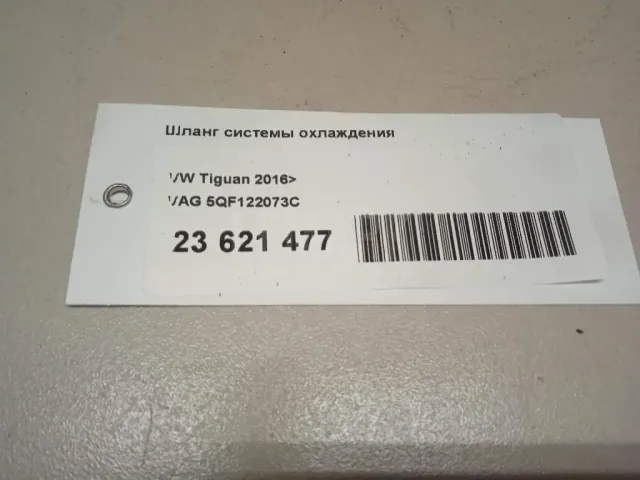 Шланг системы охлаждения
VW Tiguan 2016>
VAG 5QF122073C
23 621 477